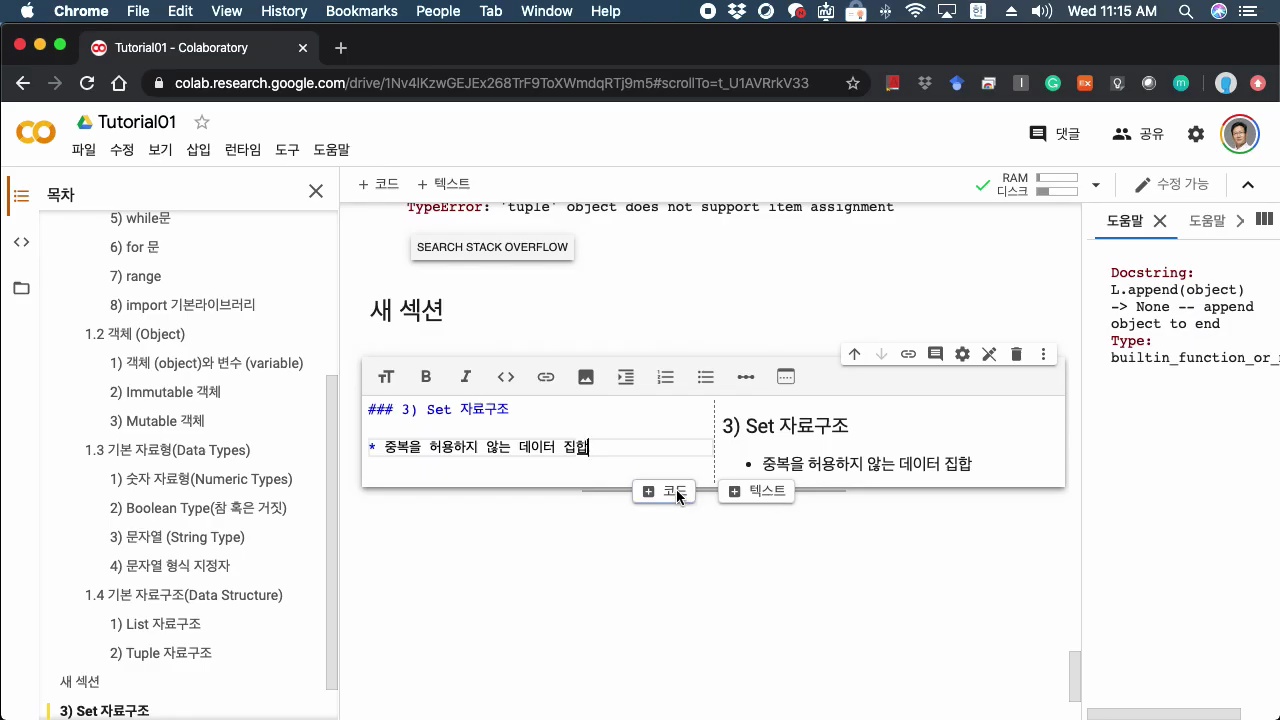 Chrome File Edit View History Bookmarks People Tab Window Help 한 Wed 11:15 AM
Tutorial01 - Colaboratory
colab.research.google.com/drive/1Nv4lKzwGEJEx268TrF9ToXWmdqRTj9m5#scrollTo=t_U1AVRrkV33
Tutorial01
댓글 공유
파일 수정 보기 삽입 런타임 도구 도움말
+ 코드 + 텍스트
RAM
디스크
수정 가능
목차
5) while문
6) for 문
7) range
8) import 기본라이브러리
1.2 객체 (Object)
1) 객체 (object)와 변수 (variable)
2) Immutable 객체
3) Mutable 객체
1.3 기본 자료형(Data Types)
1) 숫자 자료형(Numeric Types)
2) Boolean Type(참 혹은 거짓)
3) 문자열 (String Type)
4) 문자열 형식 지정자
1.4 기본 자료구조(Data Structure)
1) List 자료구조
2) Tuple 자료구조
새 섹션
3) Set 자료구조
TypeError: 'tuple' object does not support item assignment
SEARCH STACK OVERFLOW
새 섹션
### 3) Set 자료구조
* 중복을 허용하지 않는 데이터 집합
3) Set 자료구조
• 중복을 허용하지 않는 데이터 집합
코드 텍스트
도움말 도움말
Docstring:
L.append(object)
-> None -- append
object to end
Type:
builtin_function_or_